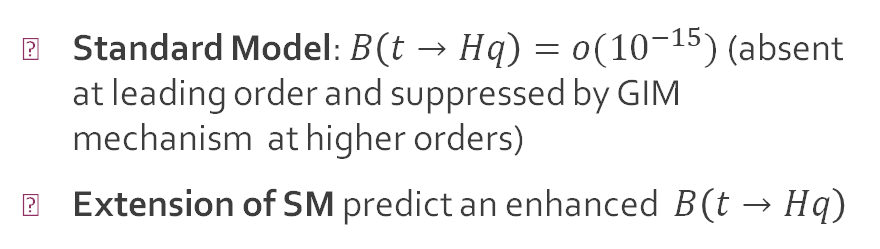 Standard Model: B(t → Hq) = o(10⁻¹⁵) (absent
at leading order and suppressed by GIM
mechanism at higher orders)
Extension of SM predict an enhanced B(t → Hq)